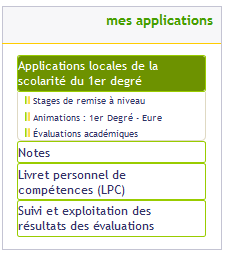 mes applications
Applications locales de la
scolarité du 1er degré
Stages de remise à niveau
Animations : 1er Degré - Eure
Évaluations académiques
Notes
Livret personnel de
compétences (LPC)
Suivi et exploitation des
résultats des évaluations